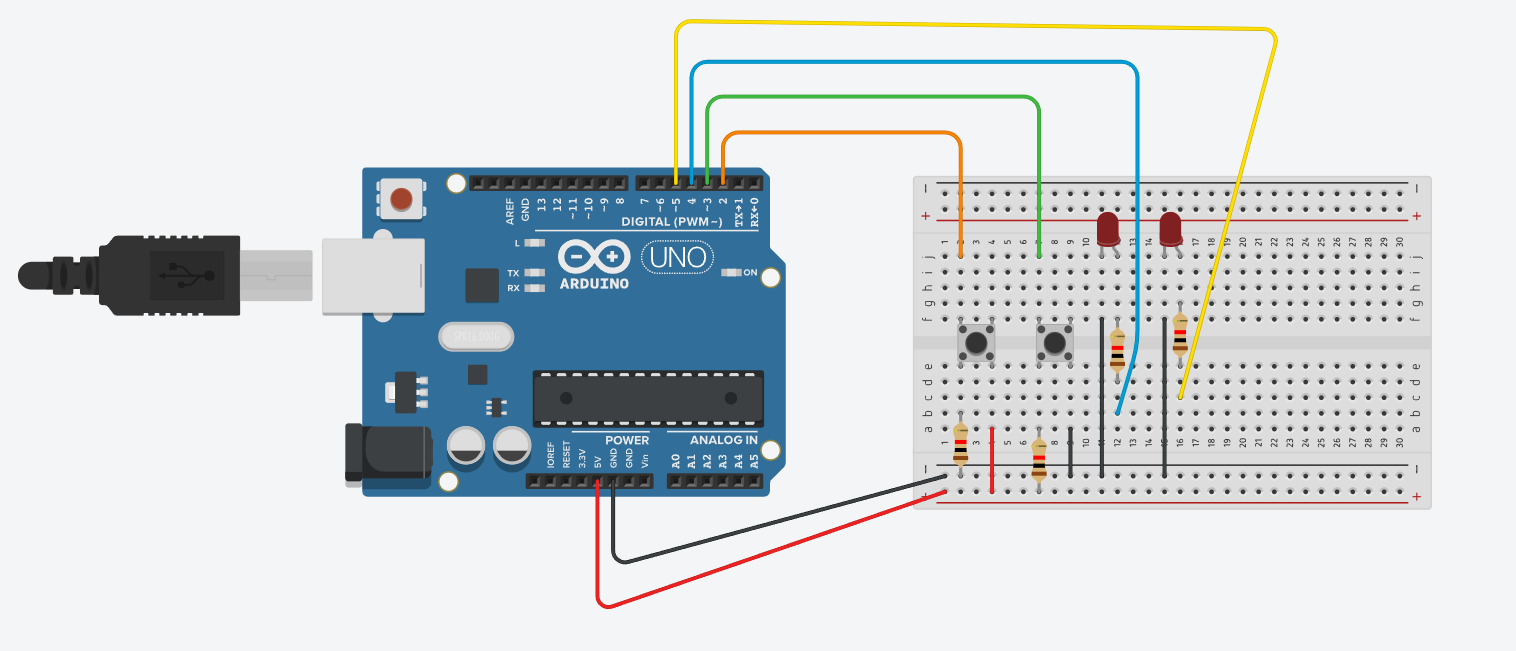 AREF
GND
13
12
~11
~10
~9
8
7
~6
~5
4
~3
2
TX→1
RX←0
DIGITAL (PWM~)
L
TX
RX
UNO
ARDUINO
ON
POWER
ANALOG IN
IOREF
RESET
3.3V
5V
GND
GND
Vin
A0
A1
A2
A3
A4
A5
− −
+ +
1 2 3 4 5 6 7 8 9 10 11 12 13 14 15 16 17 18 19 20 21 22 23 24 25 26 27 28 29 30
j j
i i
h h
g g
f f
e e
d d
c c
b b
a a
1 2 3 4 5 6 7 8 9 10 11 12 13 14 15 16 17 18 19 20 21 22 23 24 25 26 27 28 29 30
− −
+ +